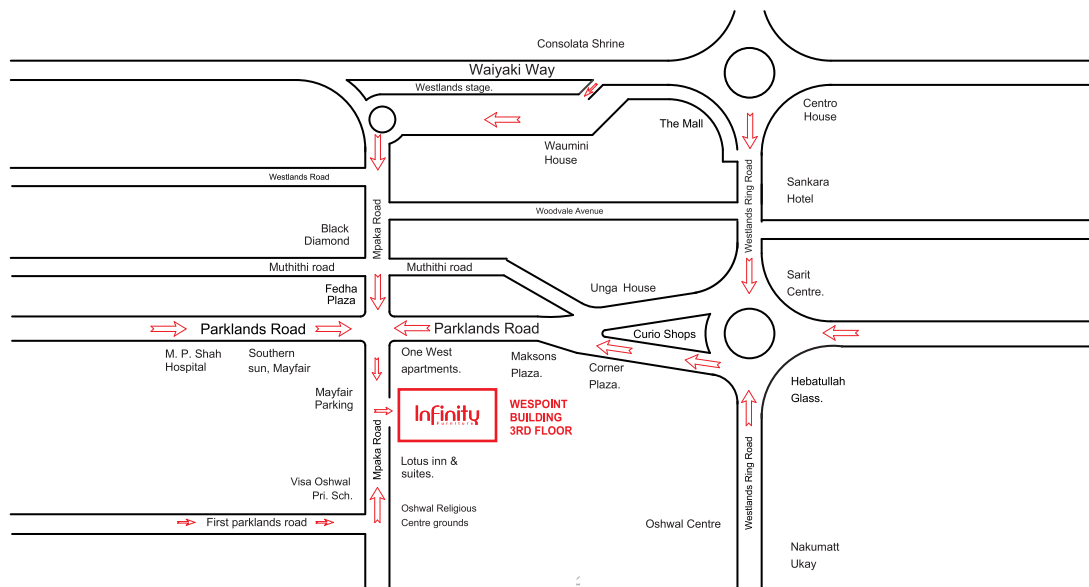 Consolata Shrine
Waiyaki Way
Westlands stage.
Centro
House
The Mall
Waumini
House
Westlands Road
Sankara
Hotel
Westlands Ring Road
Woodvale Avenue
Mpaka Road
Black
Diamond
Muthithi road
Muthithi road
Unga House
Sarit
Centre.
Fedha
Plaza
Parklands Road
Parklands Road
Curio Shops
M. P. Shah
Hospital
Southern
sun, Mayfair
One West
apartments.
Maksons
Plaza.
Corner
Plaza.
Hebatullah
Glass.
Mayfair
Parking
Infinity
FURNITURE
WESPOINT
BUILDING
3RD FLOOR
Mpaka Road
Westlands Ring Road
Lotus inn &
suites.
Visa Oshwal
Pri. Sch.
Oshwal Religious
Centre grounds
First parklands road
Oshwal Centre
Nakumatt
Ukay